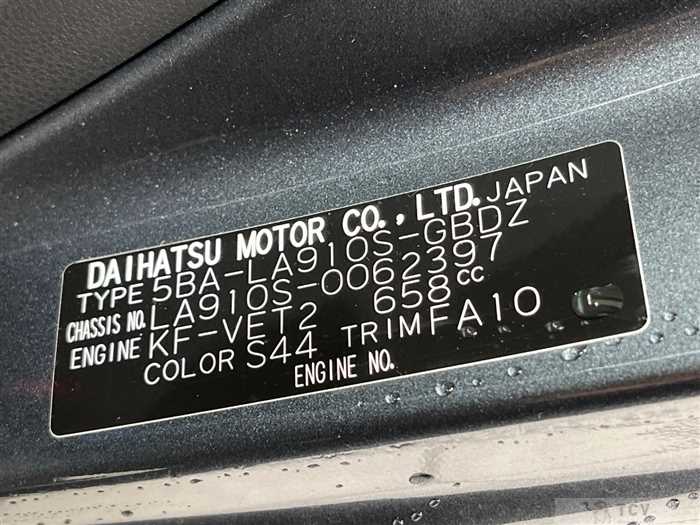 DAIHATSU MOTOR CO., LTD. JAPAN
TYPE 5BA-LA910S-GBDZ
CHASSIS NO. LA910S-0062397
ENGINE KF-VET2 658cc
COLOR S44 TRIM FA10
ENGINE NO.
TCV